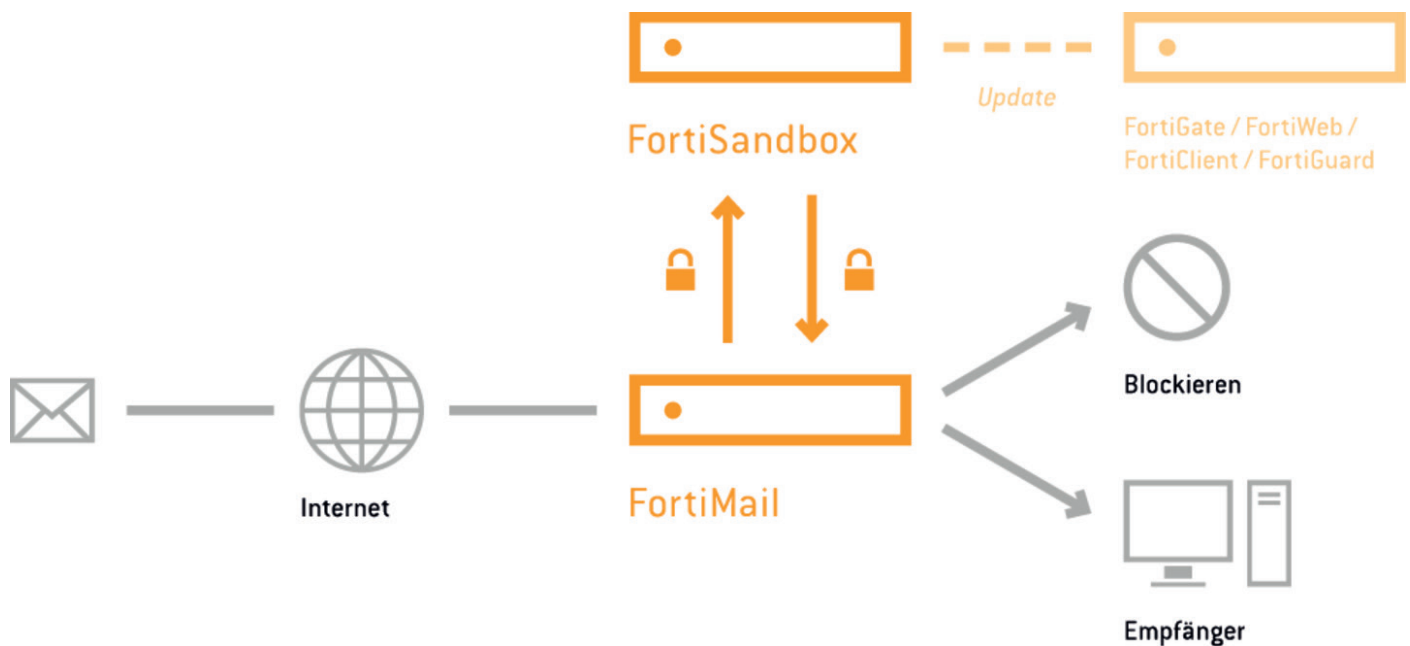 FortiSandbox
Update
FortiGate / FortiWeb /
FortiClient / FortiGuard
Blockieren
Internet
FortiMail
Empfänger